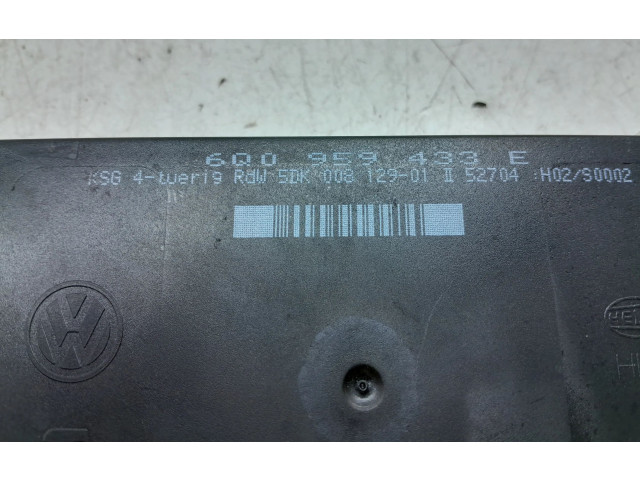 6Q0 959 433 E
KSG 4-tuerig RdW 5DK 008 129-01 II 52704 :H02/S0002